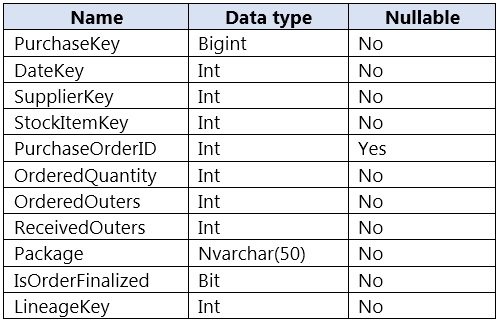 Name Data type Nullable
PurchaseKey Bigint No
DateKey Int No
SupplierKey Int No
StockItemKey Int No
PurchaseOrderID Int Yes
OrderedQuantity Int No
OrderedOuters Int No
ReceivedOuters Int No
Package Nvarchar(50) No
IsOrderFinalized Bit No
LineageKey Int No